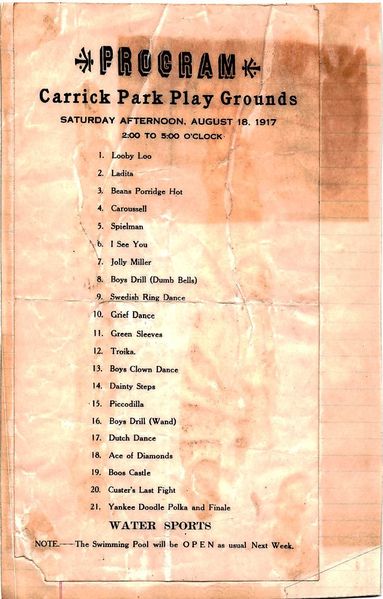 PROGRAM
Carrick Park Play Grounds
SATURDAY AFTERNOON, AUGUST 18, 1917
2:00 TO 5:00 O'CLOCK
1. Looby Loo
2. Ladita
3. Beans Porridge Hot
4. Caroussell
5. Spielman
6. I See You
7. Jolly Miller
8. Boys Drill (Dumb Bells)
9. Swedish Ring Dance
10. Grief Dance
11. Green Sleeves
12. Troika.
13. Boys Clown Dance
14. Dainty Steps
15. Piccodilla
16. Boys Drill (Wand)
17. Dutch Dance
18. Ace of Diamonds
19. Boos Castle
20. Custer's Last Fight
21. Yankee Doodle Polka and Finale
WATER SPORTS
NOTE.—The Swimming Pool will be OPEN as usual Next Week.